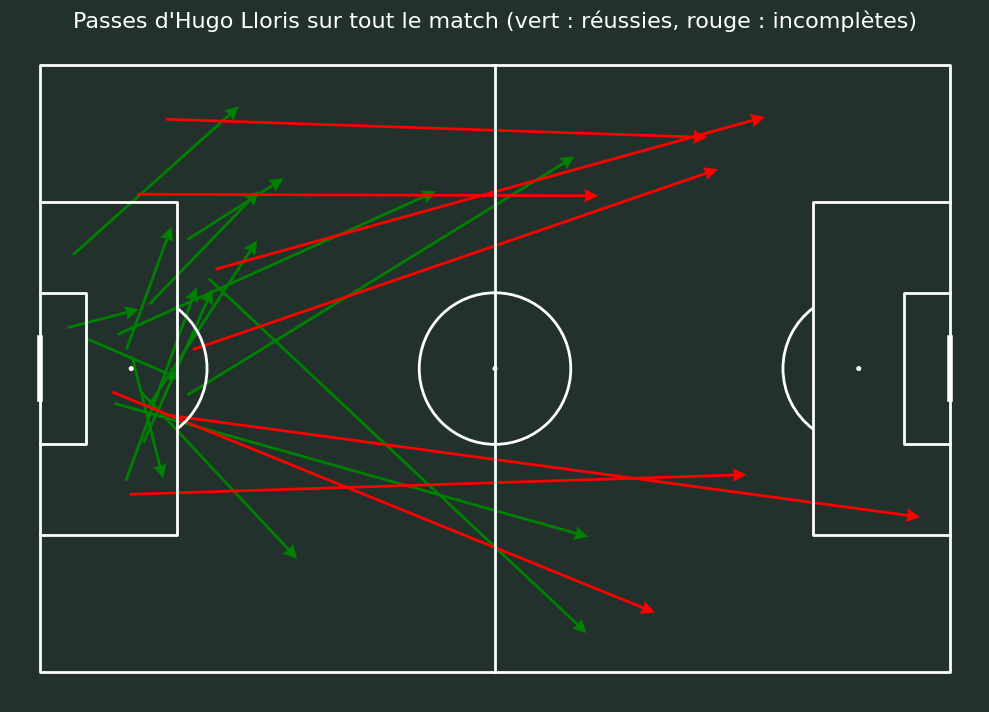 Passes d'Hugo Lloris sur tout le match (vert : réussies, rouge : incomplètes)